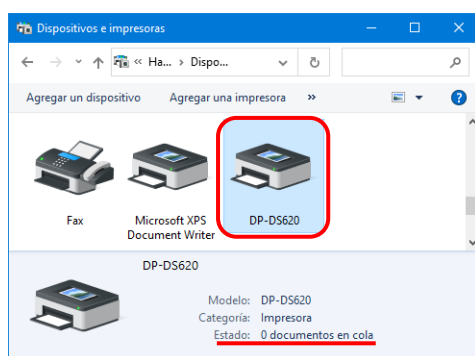 Dispositivos e impresoras
« Ha... › Dispo...
Agregar un dispositivo Agregar una impresora »
Fax
Microsoft XPS
Document Writer
DP-DS620
DP-DS620
Modelo: DP-DS620
Categoría: Impresora
Estado: 0 documentos en cola